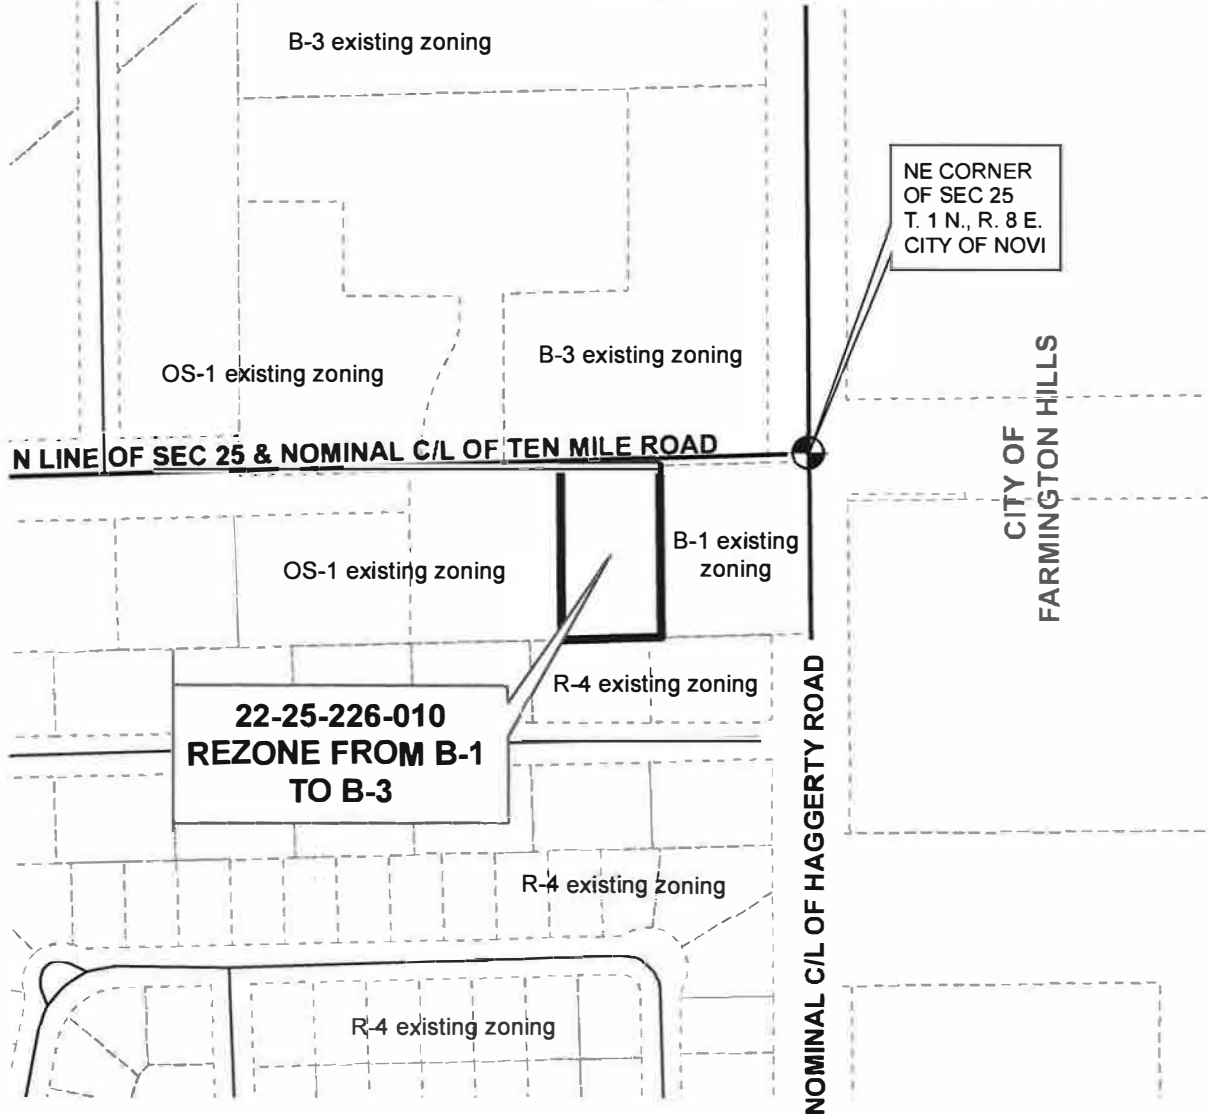 B-3 existing zoning
NE CORNER
OF SEC 25
T. 1 N., R. 8 E.
CITY OF NOVI
B-3 existing zoning
OS-1 existing zoning
CITY OF
FARMINGTON HILLS
N LINE OF SEC 25 & NOMINAL C/L OF TEN MILE ROAD
B-1 existing
zoning
OS-1 existing zoning
R-4 existing zoning
22-25-226-010
REZONE FROM B-1
TO B-3
NOMINAL C/L OF HAGGERTY ROAD
R-4 existing zoning
R-4 existing zoning